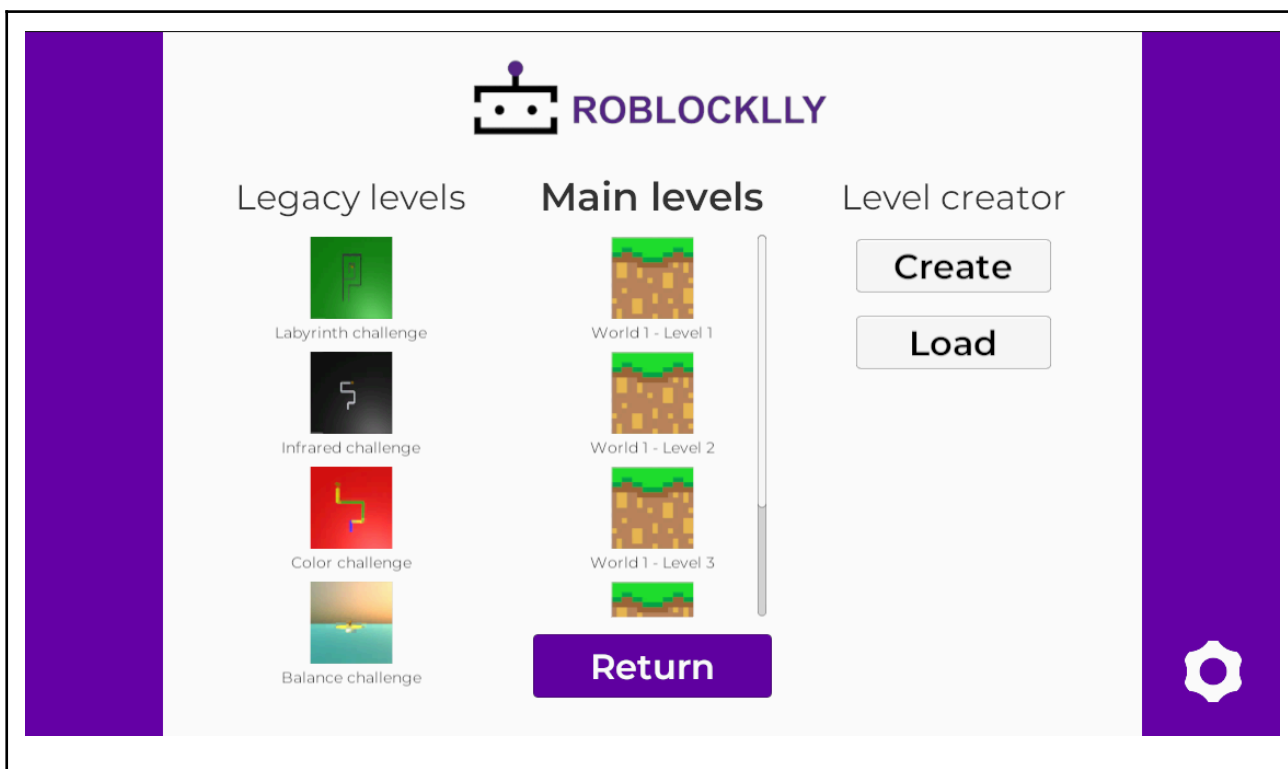 ROBLOCKLLY
Legacy levels
Labyrinth challenge
Infrared challenge
Color challenge
Balance challenge
Main levels
World 1 - Level 1
World 1 - Level 2
World 1 - Level 3
Return
Level creator
Create
Load